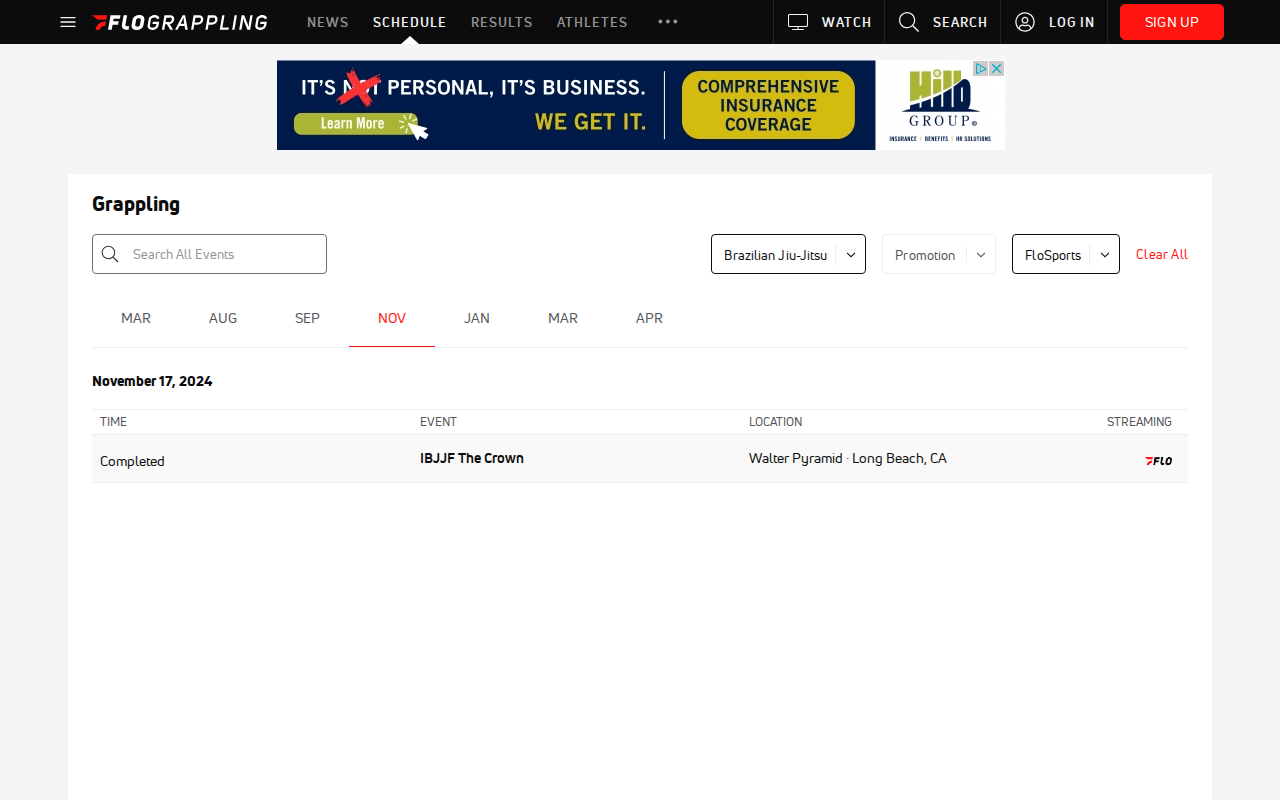 FLOGRAPPLING NEWS SCHEDULE RESULTS ATHLETES WATCH SEARCH LOG IN SIGN UP
IT'S NOT PERSONAL, IT'S BUSINESS.
Learn More
WE GET IT.
COMPREHENSIVE
INSURANCE
COVERAGE
Hill
GROUP®
INSURANCE | BENEFITS | HR SOLUTIONS
Grappling
Search All Events Brazilian Jiu-Jitsu Promotion FloSports Clear All
MAR AUG SEP NOV JAN MAR APR
November 17, 2024
TIME EVENT LOCATION STREAMING
Completed IBJJF The Crown Walter Pyramid · Long Beach, CA FLO